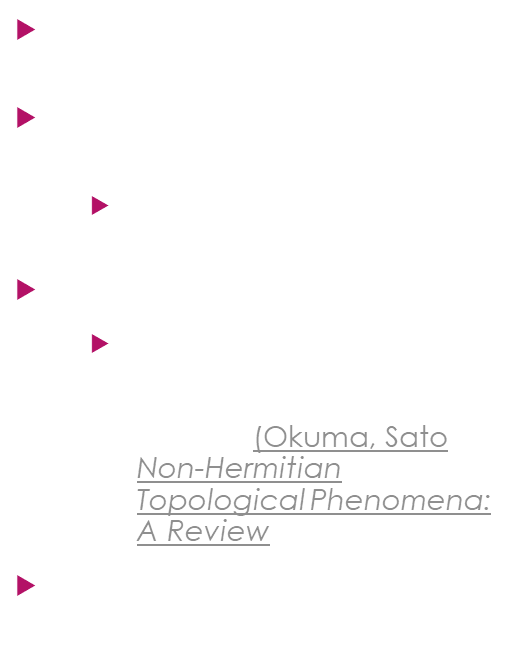 (Okuma, Sato
Non-Hermitian
Topological Phenomena:
A Review